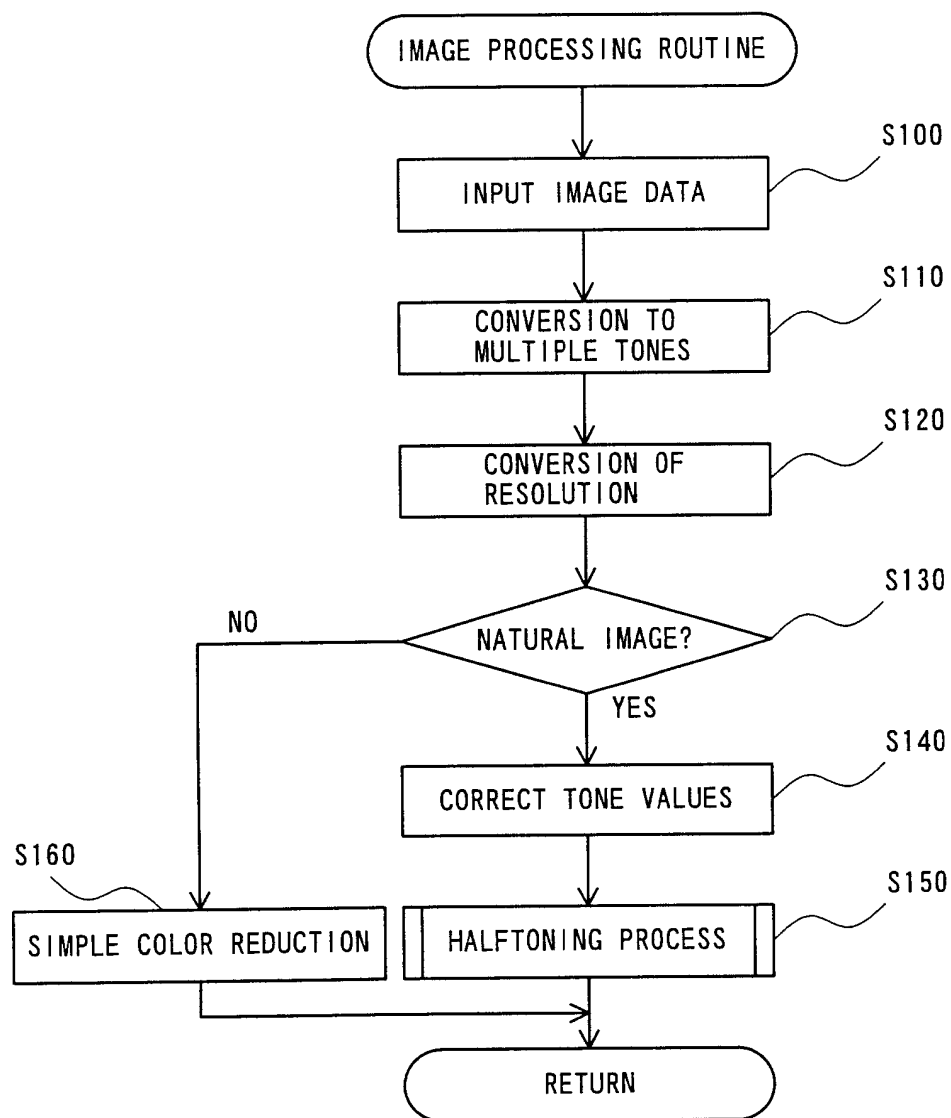 IMAGE PROCESSING ROUTINE
S100
INPUT IMAGE DATA
S110
CONVERSION TO
MULTIPLE TONES
S120
CONVERSION OF
RESOLUTION
S130
NO
NATURAL IMAGE?
YES
S140
CORRECT TONE VALUES
S160
S150
SIMPLE COLOR REDUCTION
HALFTONING PROCESS
RETURN